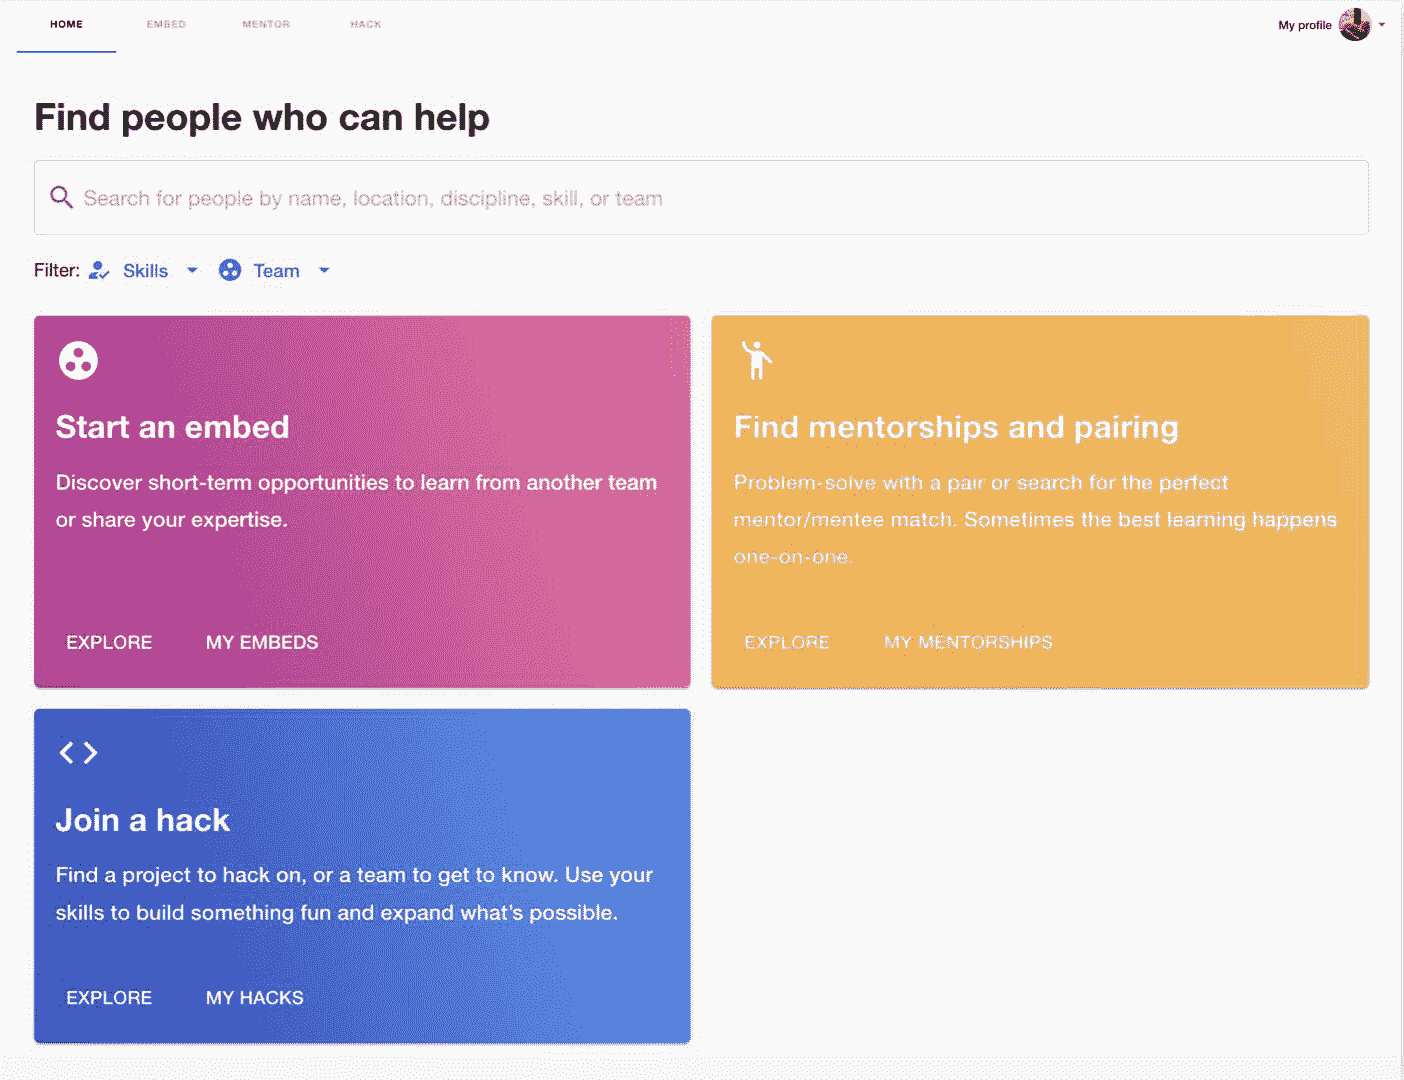 HOME EMBED MENTOR HACK My profile
Find people who can help
Search for people by name, location, discipline, skill, or team
Filter: Skills Team
Start an embed
Discover short-term opportunities to learn from another team
or share your expertise.
EXPLORE MY EMBEDS
Find mentorships and pairing
Problem-solve with a pair or search for the perfect
mentor/mentee match. Sometimes the best learning happens
one-on-one.
EXPLORE MY MENTORSHIPS
Join a hack
Find a project to hack on, or a team to get to know. Use your
skills to build something fun and expand what's possible.
EXPLORE MY HACKS